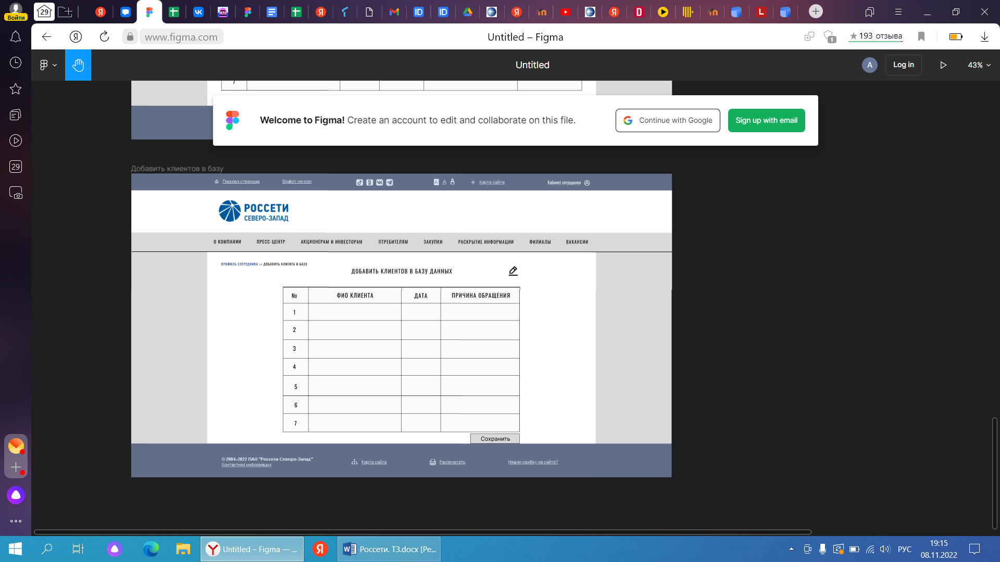 29
Войти
www.figma.com
Untitled – Figma
1
193 отзыва
Untitled
A
Log in
43%
7
Welcome to Figma! Create an account to edit and collaborate on this file.
Continue with Google
Sign up with email
29
Добавить клиентов в базу
Главная страница
English version
A A A
Карта сайта
Кабинет сотрудника
РОССЕТИ
СЕВЕРО-ЗАПАД
О КОМПАНИИ
ПРЕСС-ЦЕНТР
АКЦИОНЕРАМ И ИНВЕСТОРАМ
ПТРЕБИТЕЛЯМ
ЗАКУПКИ
РАСКРЫТИЕ ИНФОРМАЦИИ
ФИЛИАЛЫ
ВАКАНСИИ
ПРОФИЛЬ СОТРУДНИКА >> ДОБАВИТЬ КЛИЕНТА В БАЗУ
ДОБАВИТЬ КЛИЕНТОВ В БАЗУ ДАННЫХ
№ ФИО КЛИЕНТА ДАТА ПРИЧИНА ОБРАЩЕНИЯ
1
2
3
4
5
6
7
Сохранить
© 2004–2022 ПАО "Россети Северо-Запад"
Контактная информация
Карта сайта
Распечатать
Нашли ошибку на сайте?
Untitled – Figma — ...
Россети. ТЗ.docx [Ре...
РУС
19:15
08.11.2022